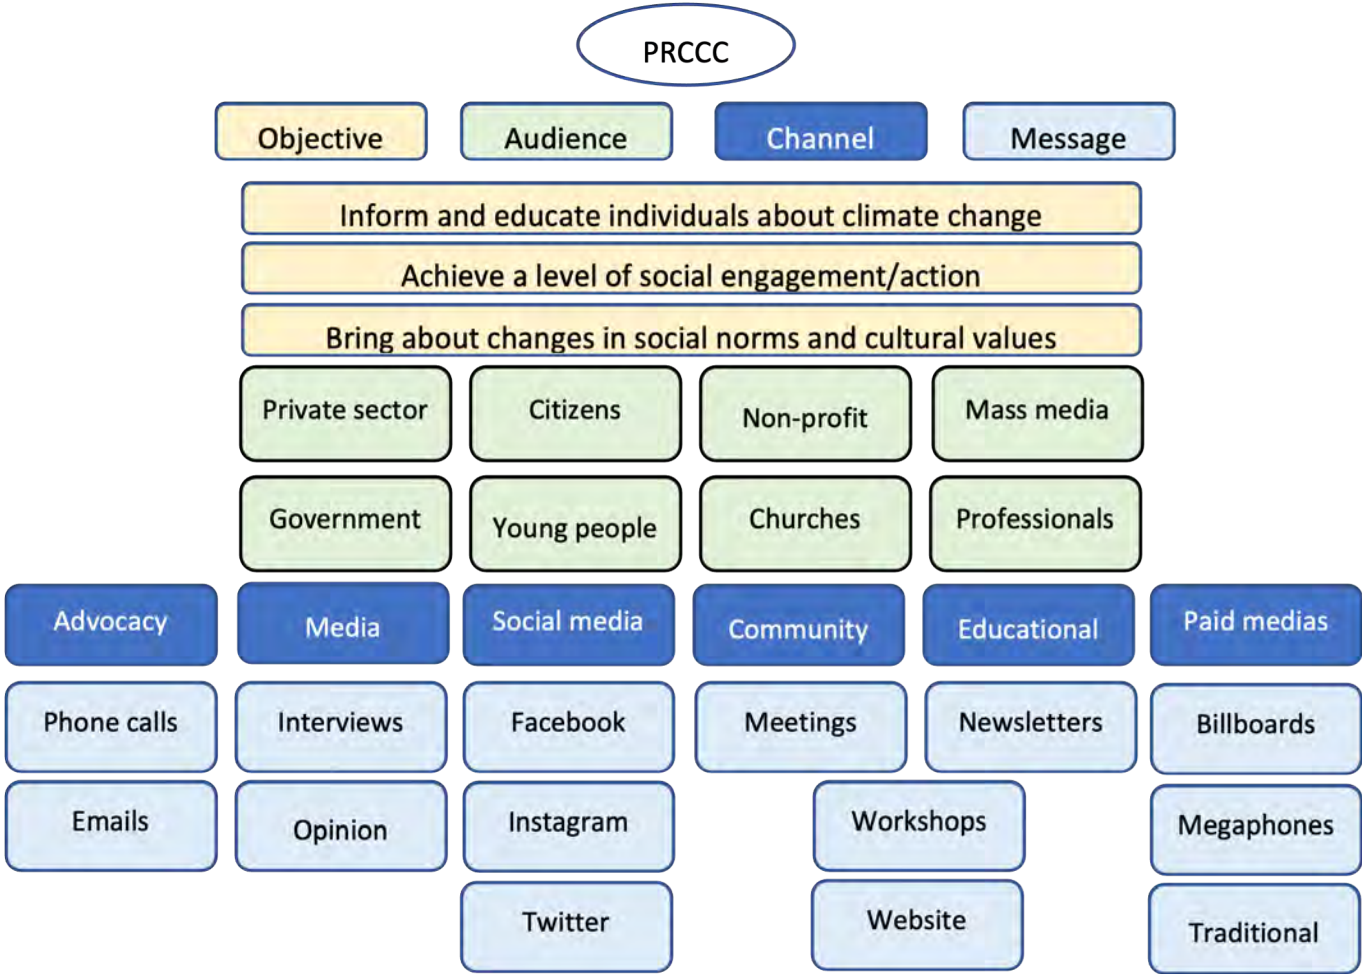 PRCCC
Objective
Audience
Channel
Message
Inform and educate individuals about climate change
Achieve a level of social engagement/action
Bring about changes in social norms and cultural values
Private sector
Citizens
Non-profit
Mass media
Government
Young people
Churches
Professionals
Advocacy
Media
Social media
Community
Educational
Paid medias
Phone calls
Interviews
Facebook
Meetings
Newsletters
Billboards
Emails
Opinion
Instagram
Workshops
Megaphones
Twitter
Website
Traditional